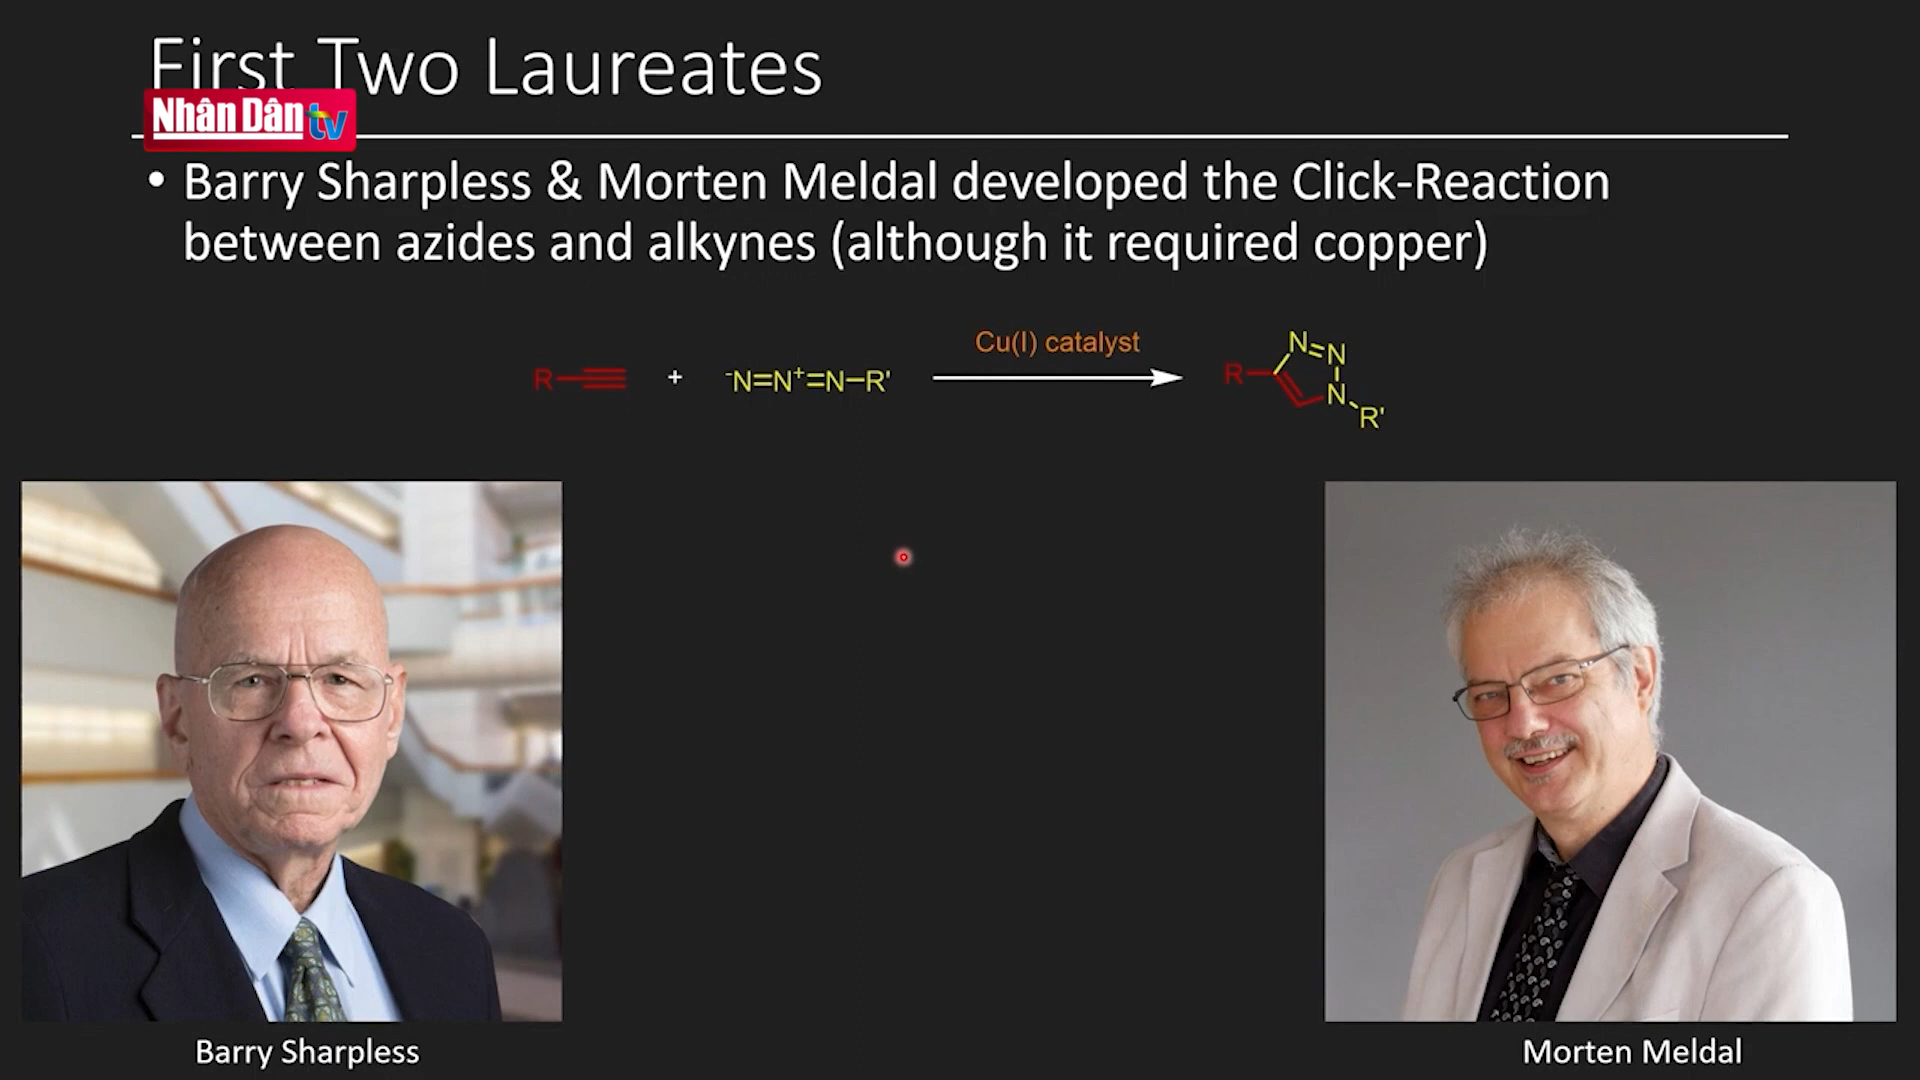 First Two Laureates
Nhân Dân tv
• Barry Sharpless & Morten Meldal developed the Click-Reaction
between azides and alkynes (although it required copper)
Cu(I) catalyst
R + ⁻N=N⁺=N–R' R N=N N R'
Barry Sharpless
Morten Meldal